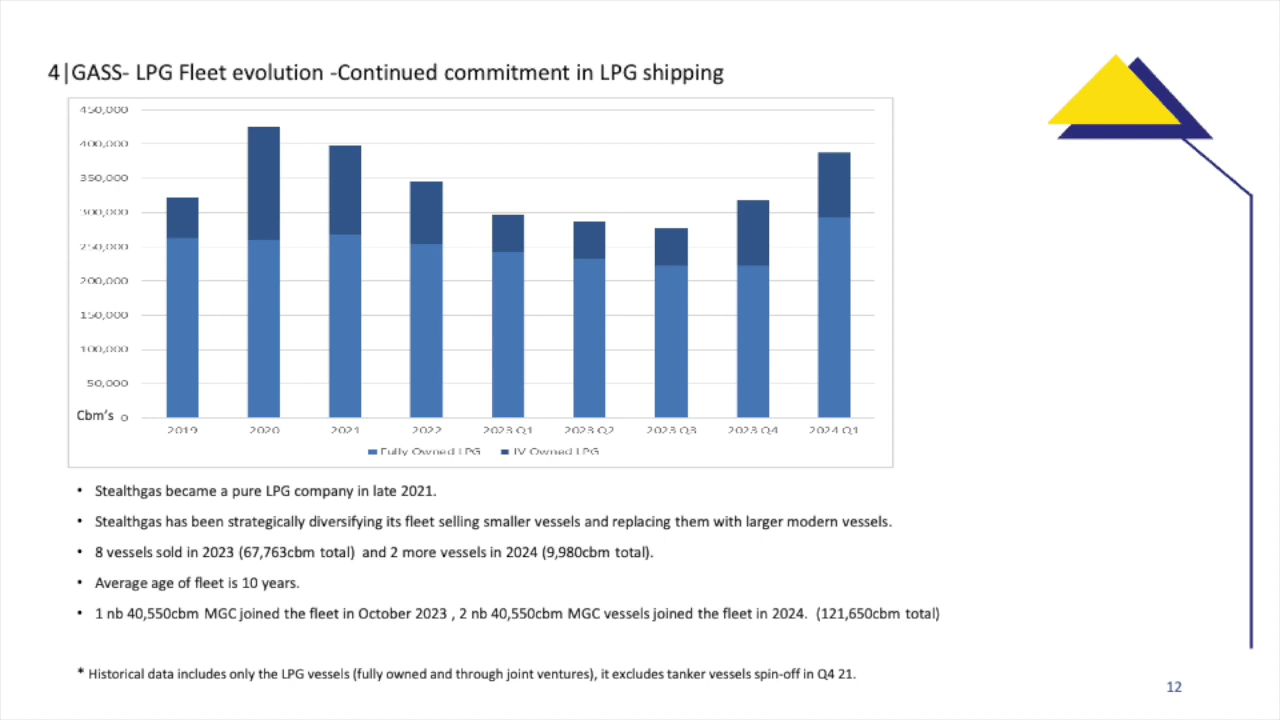 4|GASS- LPG Fleet evolution -Continued commitment in LPG shipping
450,000
400,000
350,000
300,000
250,000
200,000
150,000
100,000
50,000
Cbm's 0
2019 2020 2021 2022 2023 Q1 2023 Q2 2023 Q3 2023 Q4 2024 Q1
Fully Owned LPG JV Owned LPG
• Stealthgas became a pure LPG company in late 2021.
• Stealthgas has been strategically diversifying its fleet selling smaller vessels and replacing them with larger modern vessels.
• 8 vessels sold in 2023 (67,763cbm total) and 2 more vessels in 2024 (9,980cbm total).
• Average age of fleet is 10 years.
• 1 nb 40,550cbm MGC joined the fleet in October 2023 , 2 nb 40,550cbm MGC vessels joined the fleet in 2024. (121,650cbm total)
* Historical data includes only the LPG vessels (fully owned and through joint ventures), it excludes tanker vessels spin-off in Q4 21.
12